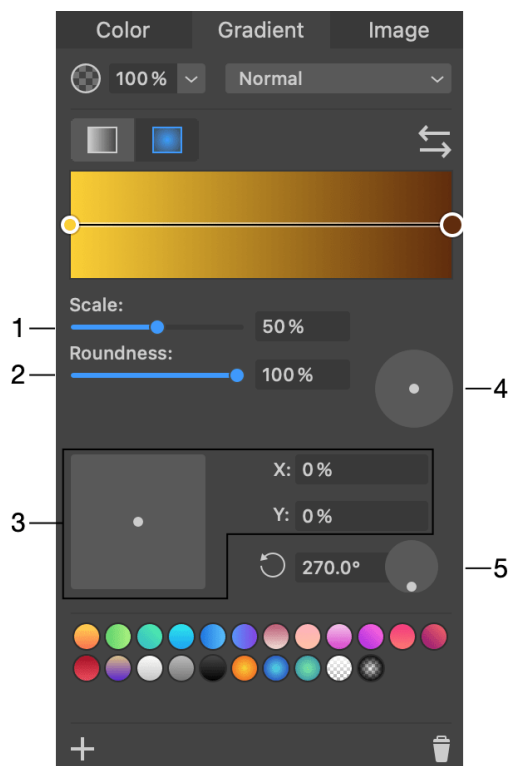 Color Gradient Image
100% Normal
Scale:
1 50%
Roundness:
2 100%
4
X: 0%
3 Y: 0%
270.0° 5